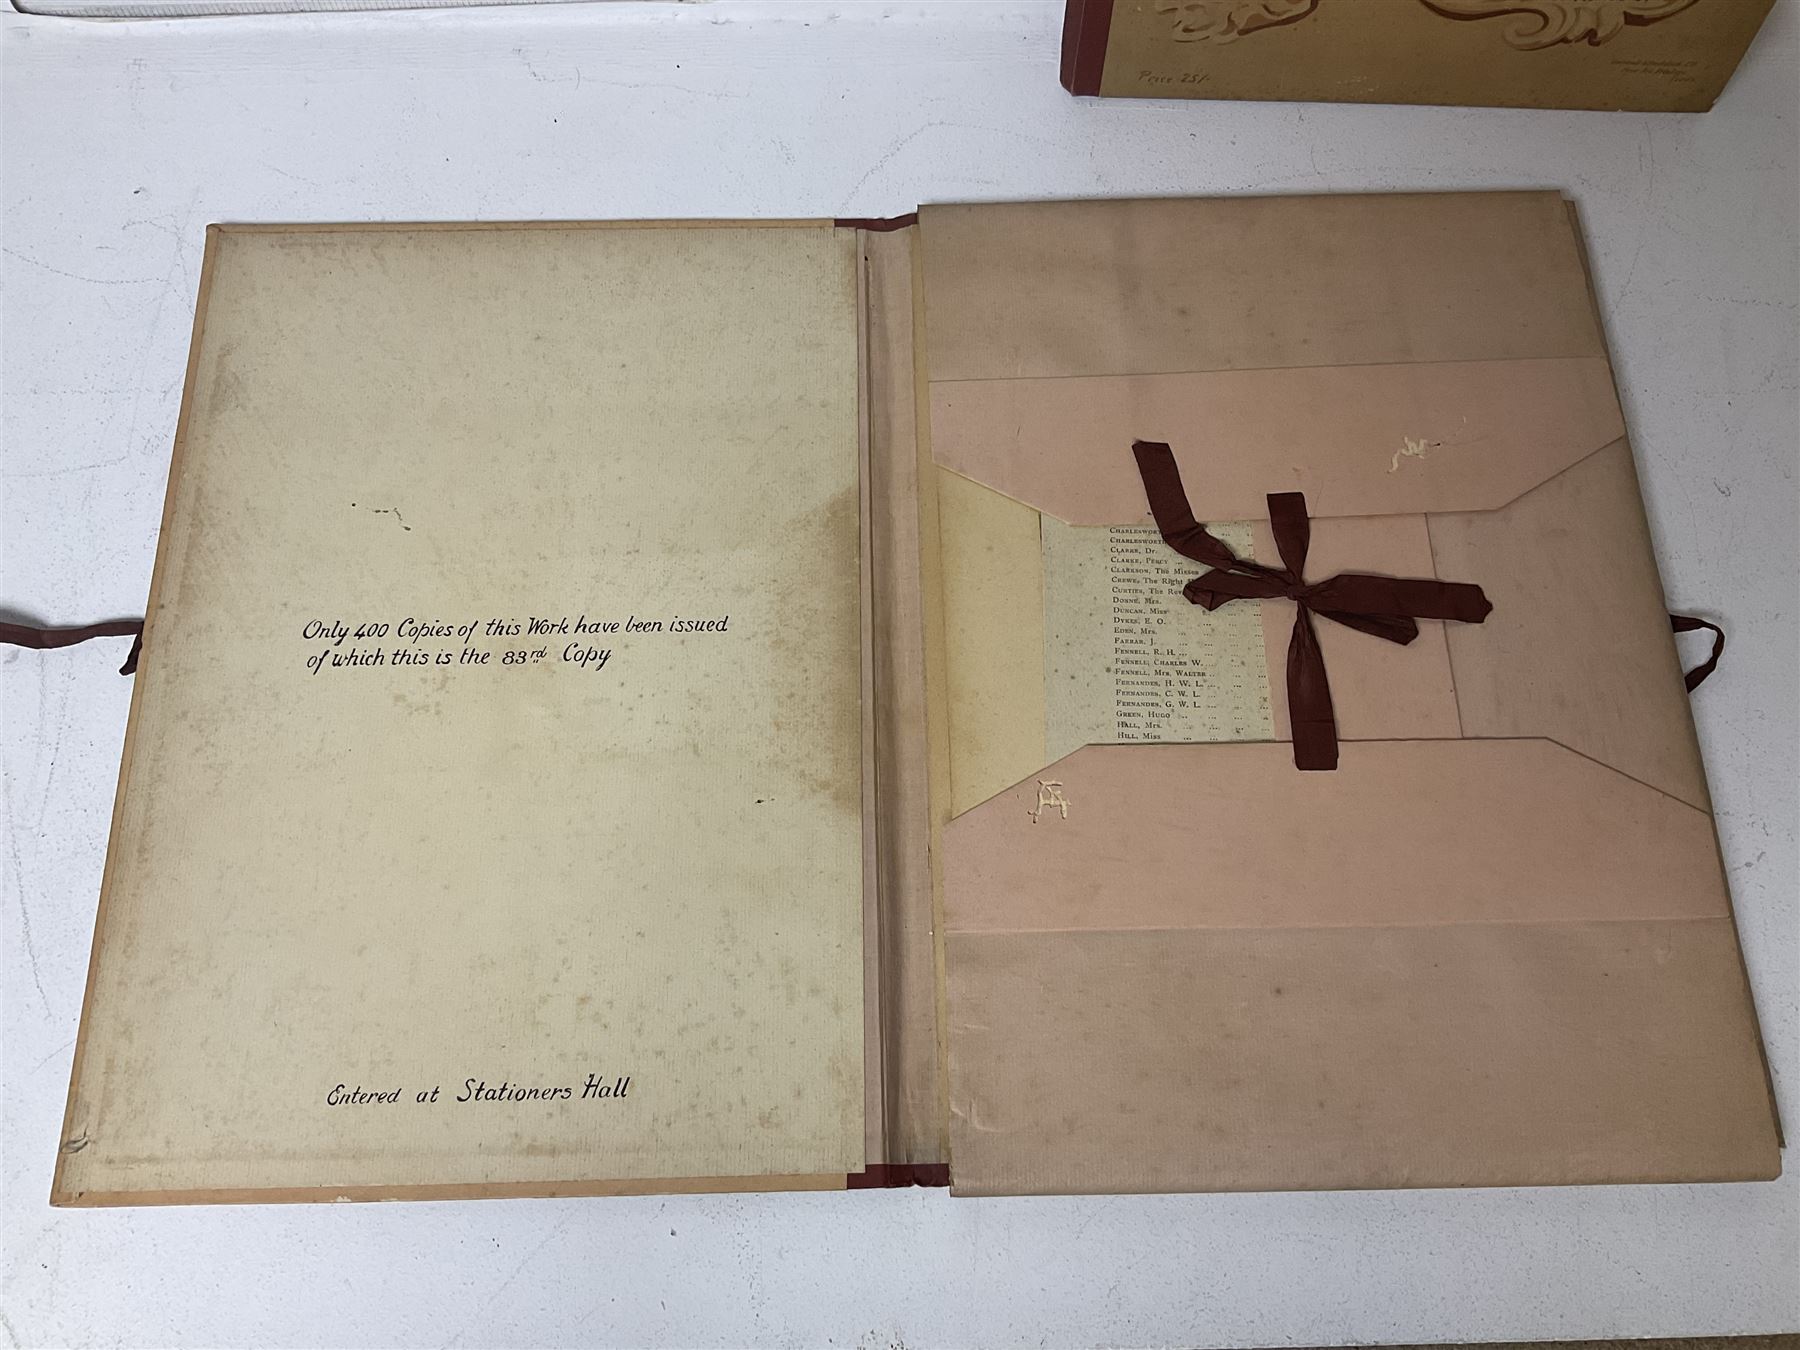 Price 25/-
Only 400 Copies of this Work have been issued
of which this is the 83rd Copy
Entered at Stationers Hall
CHARLESWORTH
CHARLESWORTH
CLARKE, Dr.
CLARKE, PERCY ...
CLARKSON, The Misses
CREWE, The Right
CURTIES, The Rev.
DONNE, Mrs.
DUNCAN, Miss
DYKES, E. O. ...
EDEN, Mrs. ... ...
FARRAR, J. ... ... ...
FENNELL, R. H. ... ... ...
FENNELL, CHARLES W. ... ...
FENNELL, Mrs. WALTER ... ...
FERNANDES, H. W. L. ... ... ...
FERNANDES, C. W. L. ... ... ...
FERNANDES, G. W. L. ... ... ...
GREEN, HUGO ... ... ... ...
HALL, Mrs. ... ... ... ...
HILL, Miss ... ... ... ...